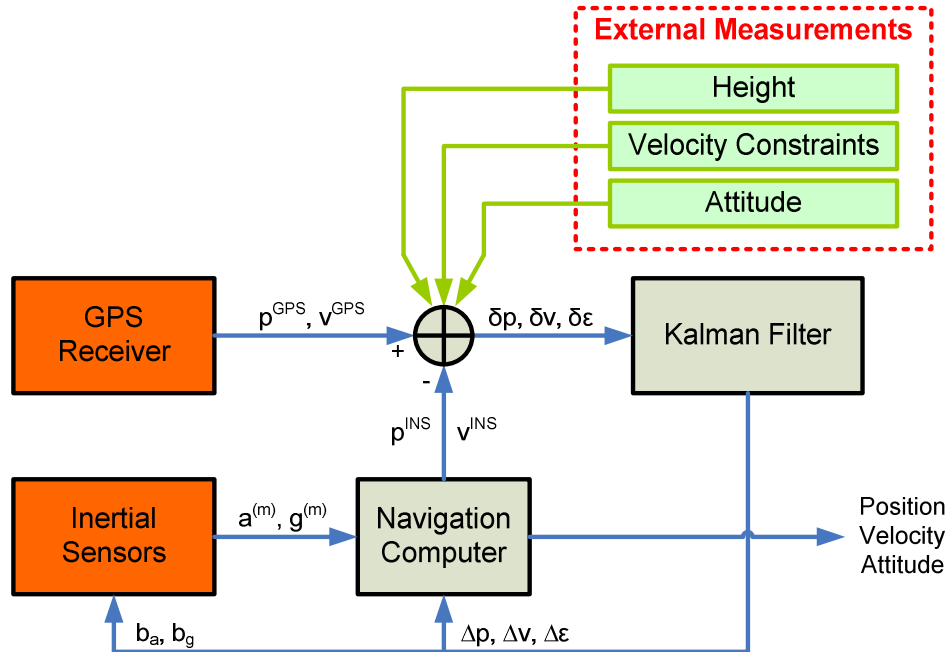 External Measurements
Height
Velocity Constraints
Attitude
GPS
Receiver
p^GPS, v^GPS
+
-
δp, δv, δε
Kalman Filter
p^INS v^INS
Inertial
Sensors
a^(m), g^(m)
Navigation
Computer
Position
Velocity
Attitude
b_a, b_g
Δp, Δv, Δε